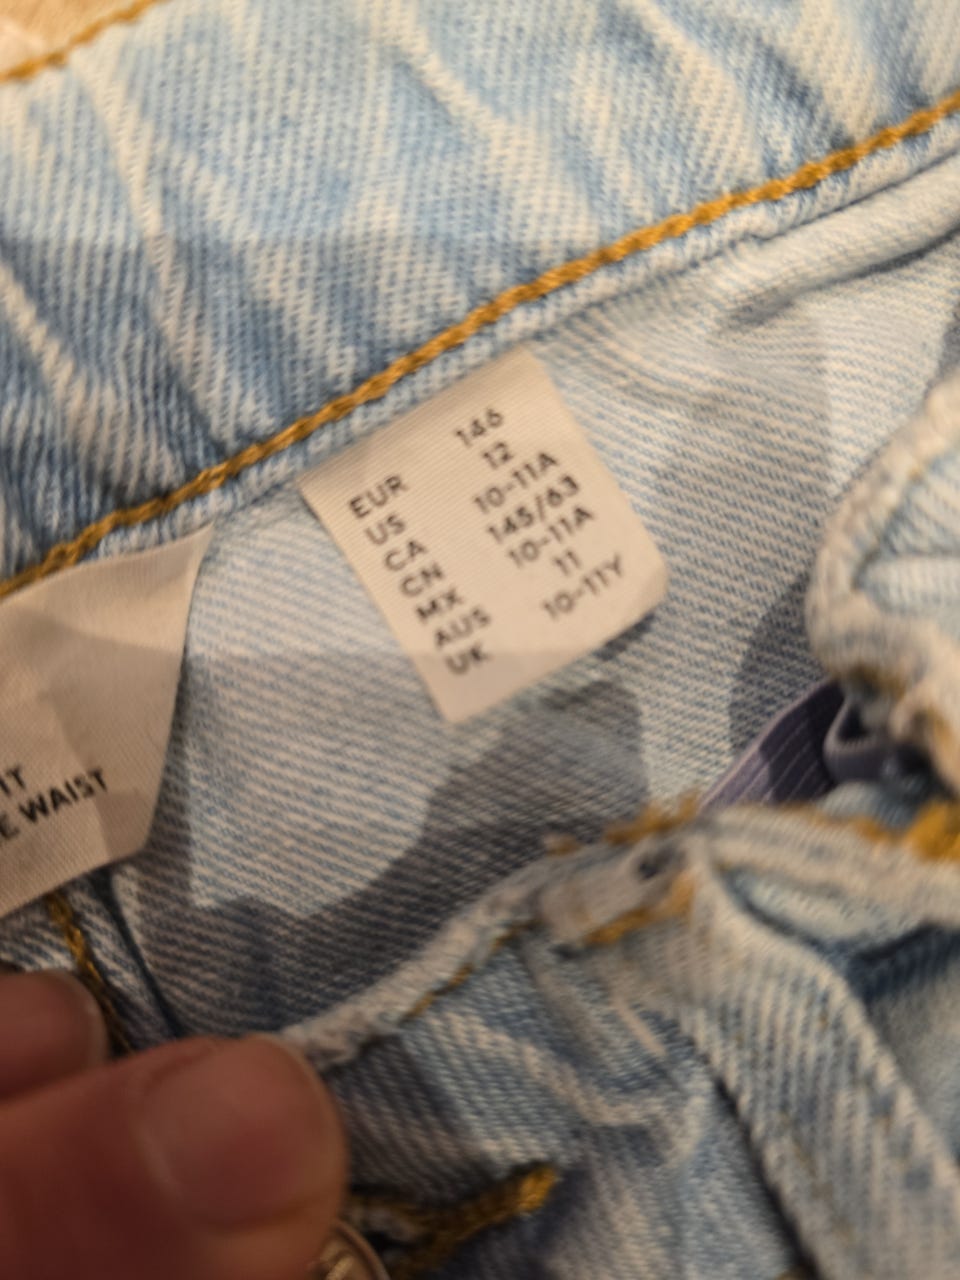 EUR 146
US 12
CA 10-11A
CN 145/63
MX 10-11A
AUS 11
UK 10-11Y
IT
E WAIST